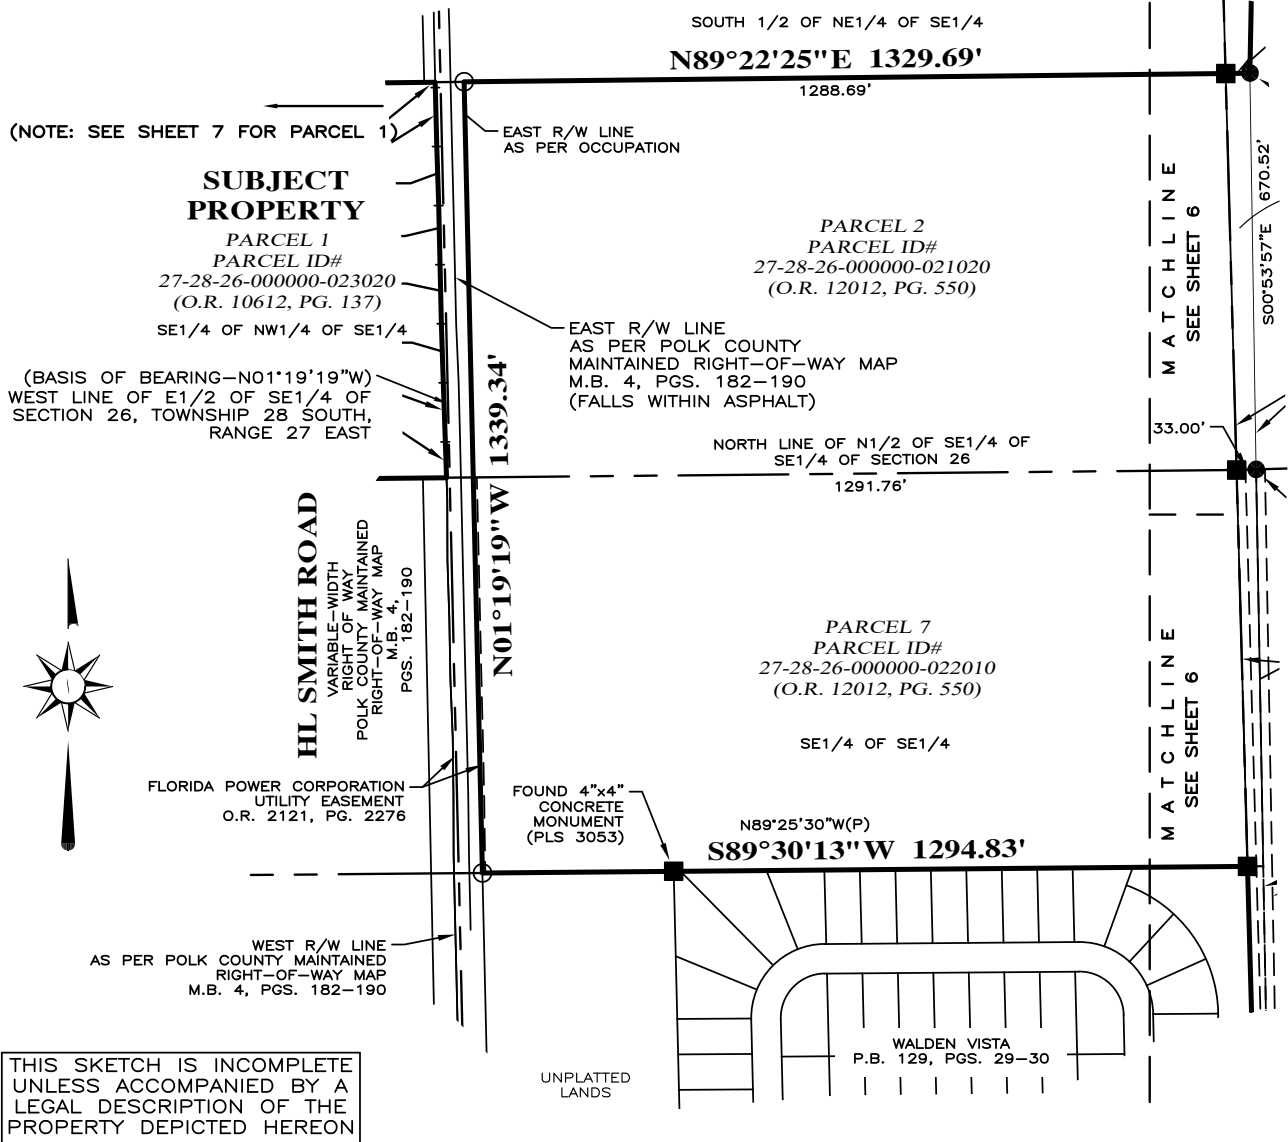 SOUTH 1/2 OF NE1/4 OF SE1/4
N89°22'25"E 1329.69'
1288.69'
(NOTE: SEE SHEET 7 FOR PARCEL 1)
EAST R/W LINE
AS PER OCCUPATION
SUBJECT
PROPERTY
PARCEL 1
PARCEL ID#
27-28-26-000000-023020
(O.R. 10612, PG. 137)
SE1/4 OF NW1/4 OF SE1/4
PARCEL 2
PARCEL ID#
27-28-26-000000-021020
(O.R. 12012, PG. 550)
MATCHLINE
SEE SHEET 6
S00°53'57"E 670.52'
EAST R/W LINE
AS PER POLK COUNTY
MAINTAINED RIGHT-OF-WAY MAP
M.B. 4, PGS. 182-190
(FALLS WITHIN ASPHALT)
(BASIS OF BEARING-N01°19'19"W)
WEST LINE OF E1/2 OF SE1/4 OF
SECTION 26, TOWNSHIP 28 SOUTH,
RANGE 27 EAST
N01°19'19"W 1339.34'
33.00'
NORTH LINE OF N1/2 OF SE1/4 OF
SE1/4 OF SECTION 26
1291.76'
HL SMITH ROAD
VARIABLE-WIDTH
RIGHT OF WAY
POLK COUNTY MAINTAINED
RIGHT-OF-WAY MAP
M.B. 4,
PGS. 182-190
PARCEL 7
PARCEL ID#
27-28-26-000000-022010
(O.R. 12012, PG. 550)
SE1/4 OF SE1/4
MATCHLINE
SEE SHEET 6
FLORIDA POWER CORPORATION
UTILITY EASEMENT
O.R. 2121, PG. 2276
FOUND 4"x4"
CONCRETE
MONUMENT
(PLS 3053)
N89°25'30"W(P)
S89°30'13"W 1294.83'
WEST R/W LINE
AS PER POLK COUNTY MAINTAINED
RIGHT-OF-WAY MAP
M.B. 4, PGS. 182-190
WALDEN VISTA
P.B. 129, PGS. 29-30
UNPLATTED
LANDS
THIS SKETCH IS INCOMPLETE
UNLESS ACCOMPANIED BY A
LEGAL DESCRIPTION OF THE
PROPERTY DEPICTED HEREON